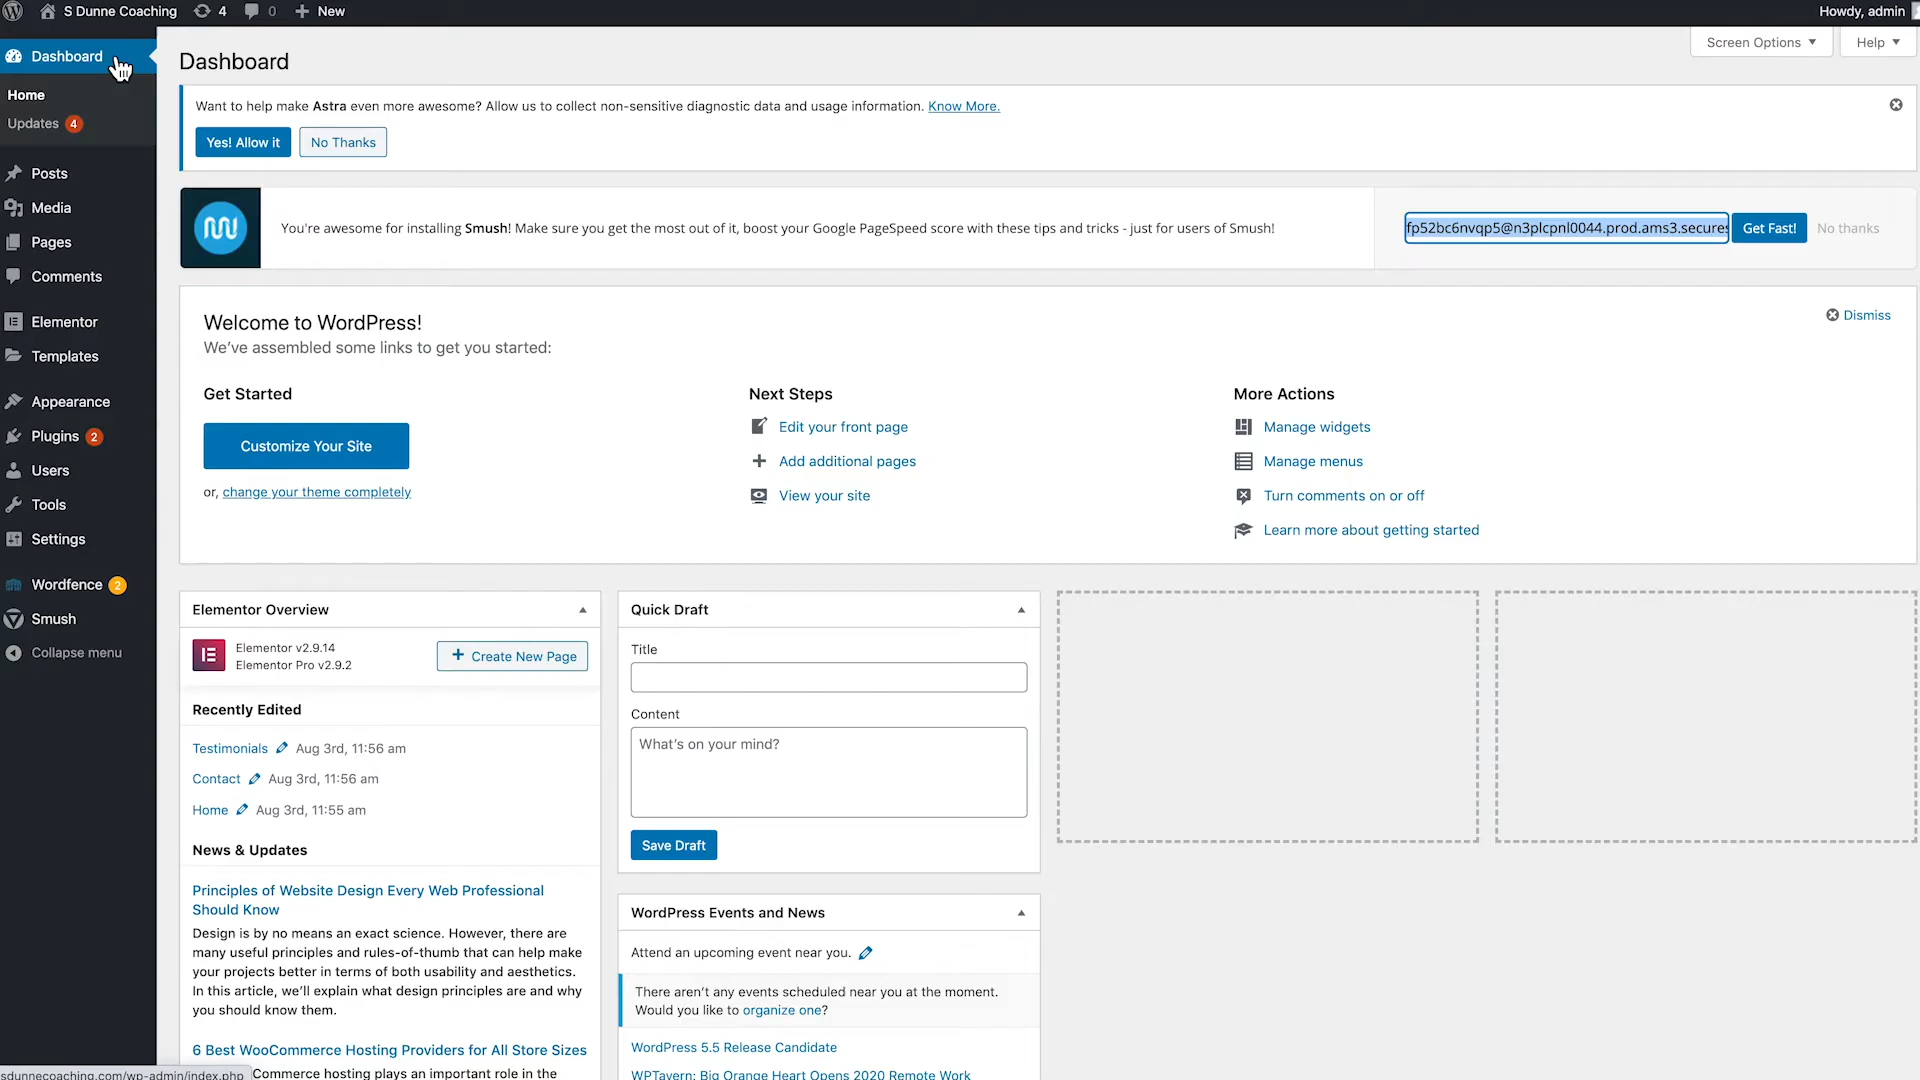 S Dunne Coaching 4 0 New
Howdy, admin
Dashboard
Home
Updates 4
Posts
Media
Pages
Comments
Elementor
Templates
Appearance
Plugins 2
Users
Tools
Settings
Wordfence 2
Smush
Collapse menu
Screen Options
Help
Dashboard
Want to help make Astra even more awesome? Allow us to collect non-sensitive diagnostic data and usage information. Know More.
Yes! Allow it
No Thanks
You're awesome for installing Smush! Make sure you get the most out of it, boost your Google PageSpeed score with these tips and tricks - just for users of Smush!
fp52bc6nvqp5@n3plcpnl0044.prod.ams3.secures
Get Fast!
No thanks
Welcome to WordPress!
We've assembled some links to get you started:
Dismiss
Get Started
Customize Your Site
or, change your theme completely
Next Steps
Edit your front page
Add additional pages
View your site
More Actions
Manage widgets
Manage menus
Turn comments on or off
Learn more about getting started
Elementor Overview
Elementor v2.9.14
Elementor Pro v2.9.2
Create New Page
Recently Edited
Testimonials Aug 3rd, 11:56 am
Contact Aug 3rd, 11:56 am
Home Aug 3rd, 11:55 am
News & Updates
Principles of Website Design Every Web Professional
Should Know
Design is by no means an exact science. However, there are
many useful principles and rules-of-thumb that can help make
your projects better in terms of both usability and aesthetics.
In this article, we'll explain what design principles are and why
you should know them.
6 Best WooCommerce Hosting Providers for All Store Sizes
Commerce hosting plays an important role in the
Quick Draft
Title
Content
What's on your mind?
Save Draft
WordPress Events and News
Attend an upcoming event near you.
There aren't any events scheduled near you at the moment.
Would you like to organize one?
WordPress 5.5 Release Candidate
WPTavern: Big Orange Heart Opens 2020 Remote Work
sdunnecoaching.com/wp-admin/index.php